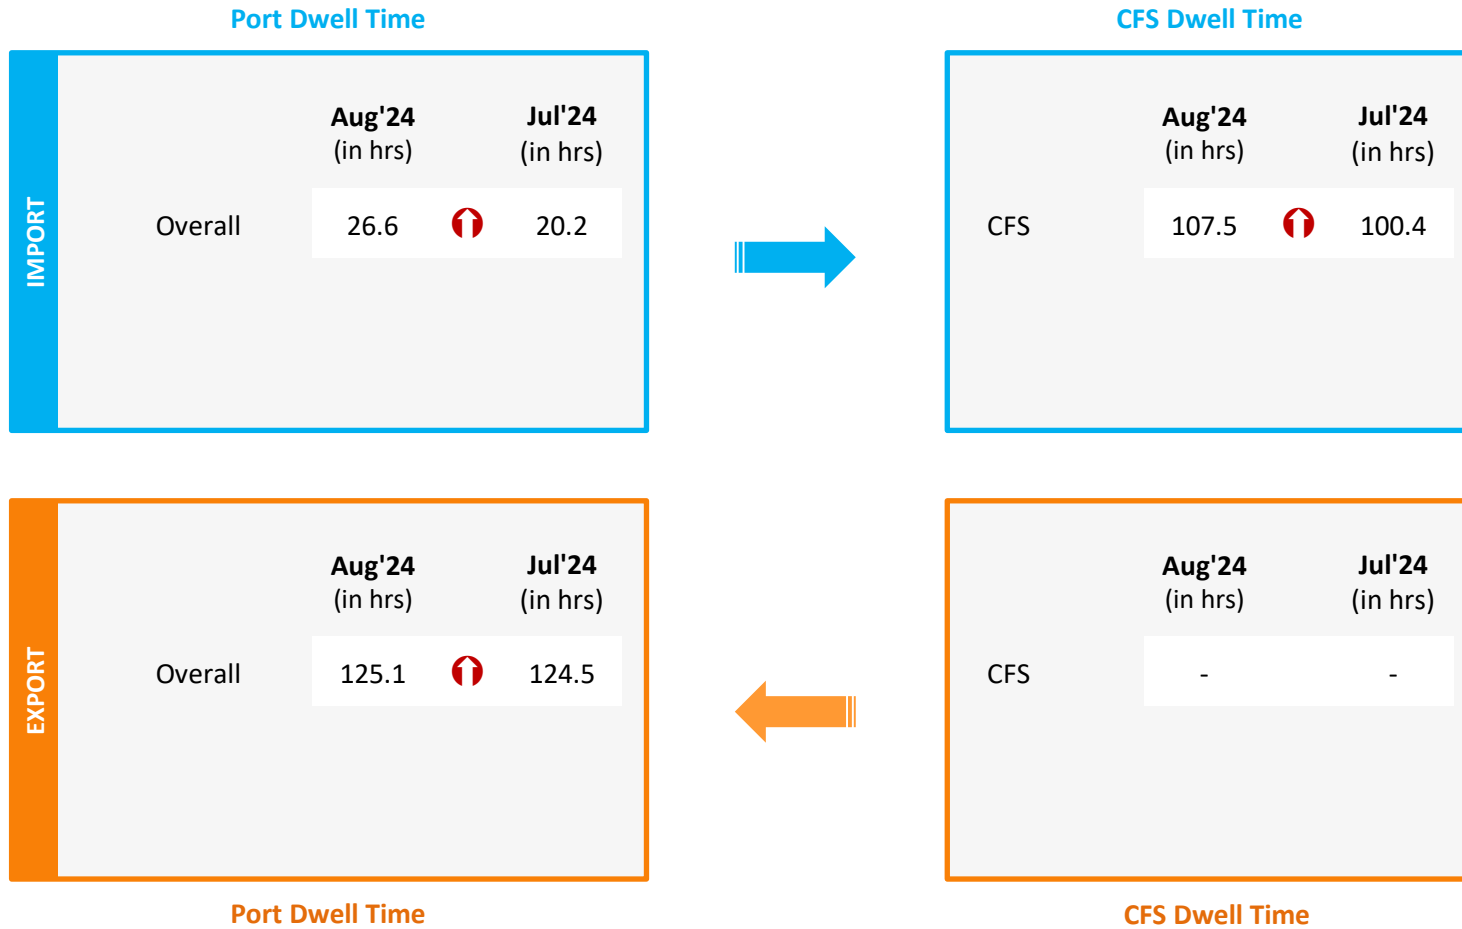 Port Dwell Time
CFS Dwell Time
IMPORT
Aug'24 Jul'24
(in hrs) (in hrs)
Overall 26.6 20.2
Aug'24 Jul'24
(in hrs) (in hrs)
CFS 107.5 100.4
EXPORT
Aug'24 Jul'24
(in hrs) (in hrs)
Overall 125.1 124.5
Aug'24 Jul'24
(in hrs) (in hrs)
CFS - -
Port Dwell Time
CFS Dwell Time